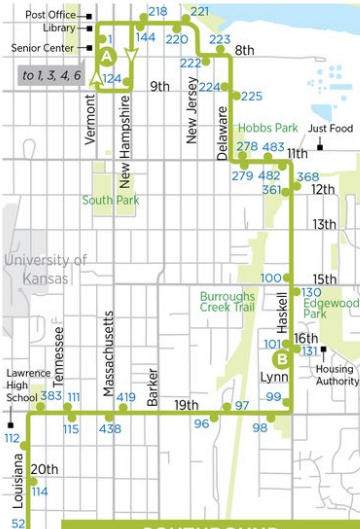 Post Office
218
221
Library
Senior Center
1
144
220
223
8th
A
222
to 1, 3, 4, 6
124
9th
224
225
Vermont
New Hampshire
New Jersey
Delaware
Hobbs Park
Just Food
278
483
11th
279
482
368
361
12th
South Park
13th
University of
Kansas
100
15th
130
Burroughs
Creek Trail
Haskell
Edgewood
Park
101
16th
131
B
Tennessee
Massachusetts
Barker
Lynn
Housing
Authority
Lawrence
High
School
383
111
419
19th
97
99
115
438
96
98
112
Louisiana
20th
114
52